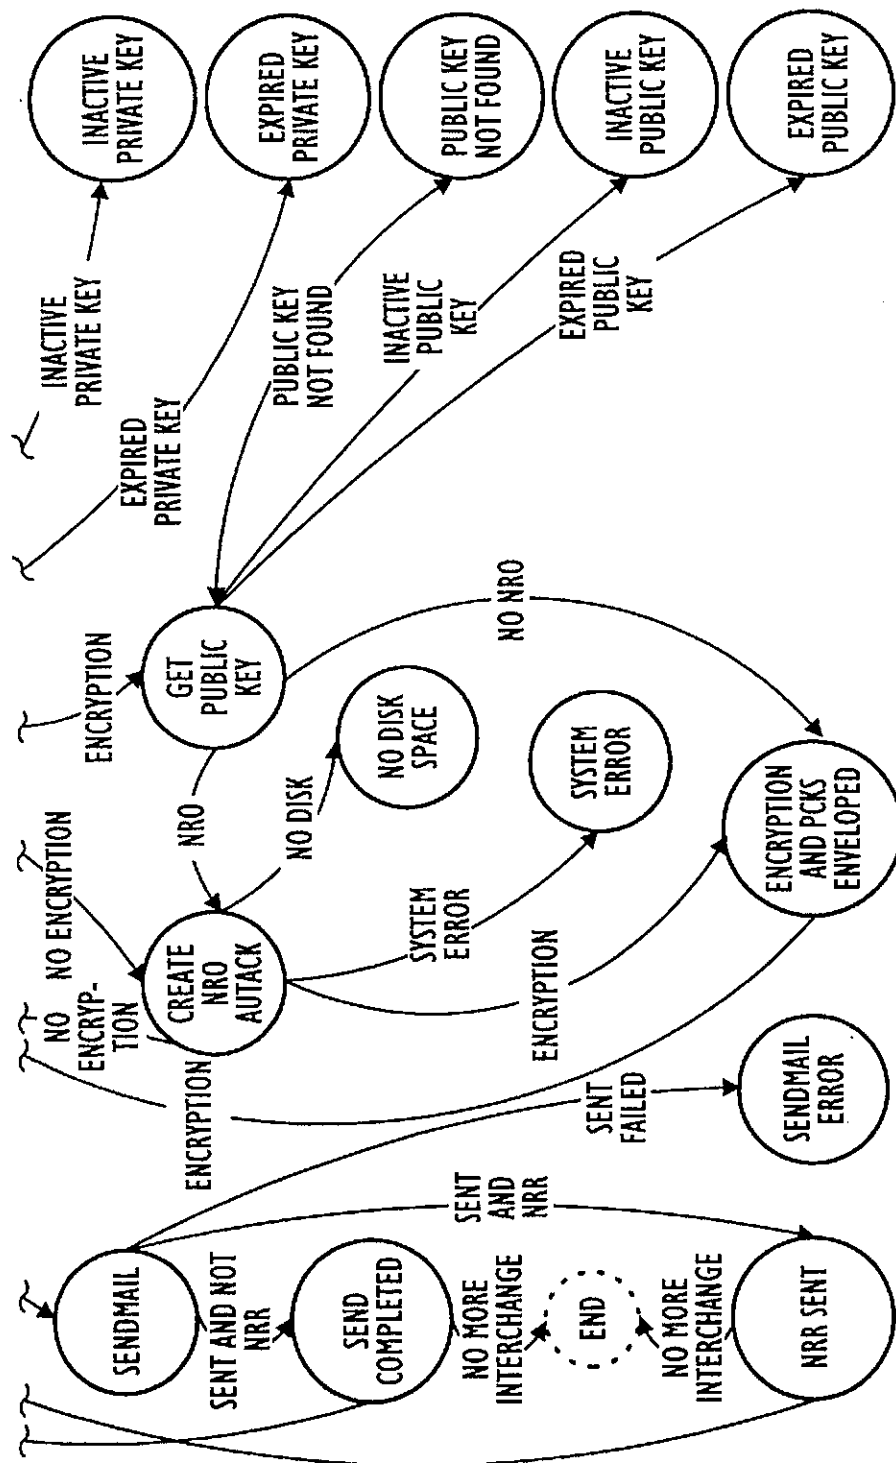 SENDMAIL
SENT AND NOT
NRR
SEND
COMPLETED
NO MORE
INTERCHANGE
END
NO MORE
INTERCHANGE
NRR SENT
SENT
AND
NRR
SENT
FAILED
SENDMAIL
ERROR
ENCRYPTION
NO
ENCRYP-
TION
NO ENCRYPTION
CREATE
NRO
AUTACK
SYSTEM
ERROR
ENCRYPTION
NRO
NO DISK
ENCRYPTION
AND PCKS
ENVELOPED
SYSTEM
ERROR
NO DISK
SPACE
ENCRYPTION
GET
PUBLIC
KEY
NO NRO
EXPIRED
PRIVATE KEY
INACTIVE
PRIVATE KEY
PUBLIC KEY
NOT FOUND
INACTIVE
PUBLIC
KEY
EXPIRED
PUBLIC
KEY
INACTIVE
PRIVATE KEY
EXPIRED
PRIVATE KEY
PUBLIC KEY
NOT FOUND
INACTIVE
PUBLIC KEY
EXPIRED
PUBLIC KEY